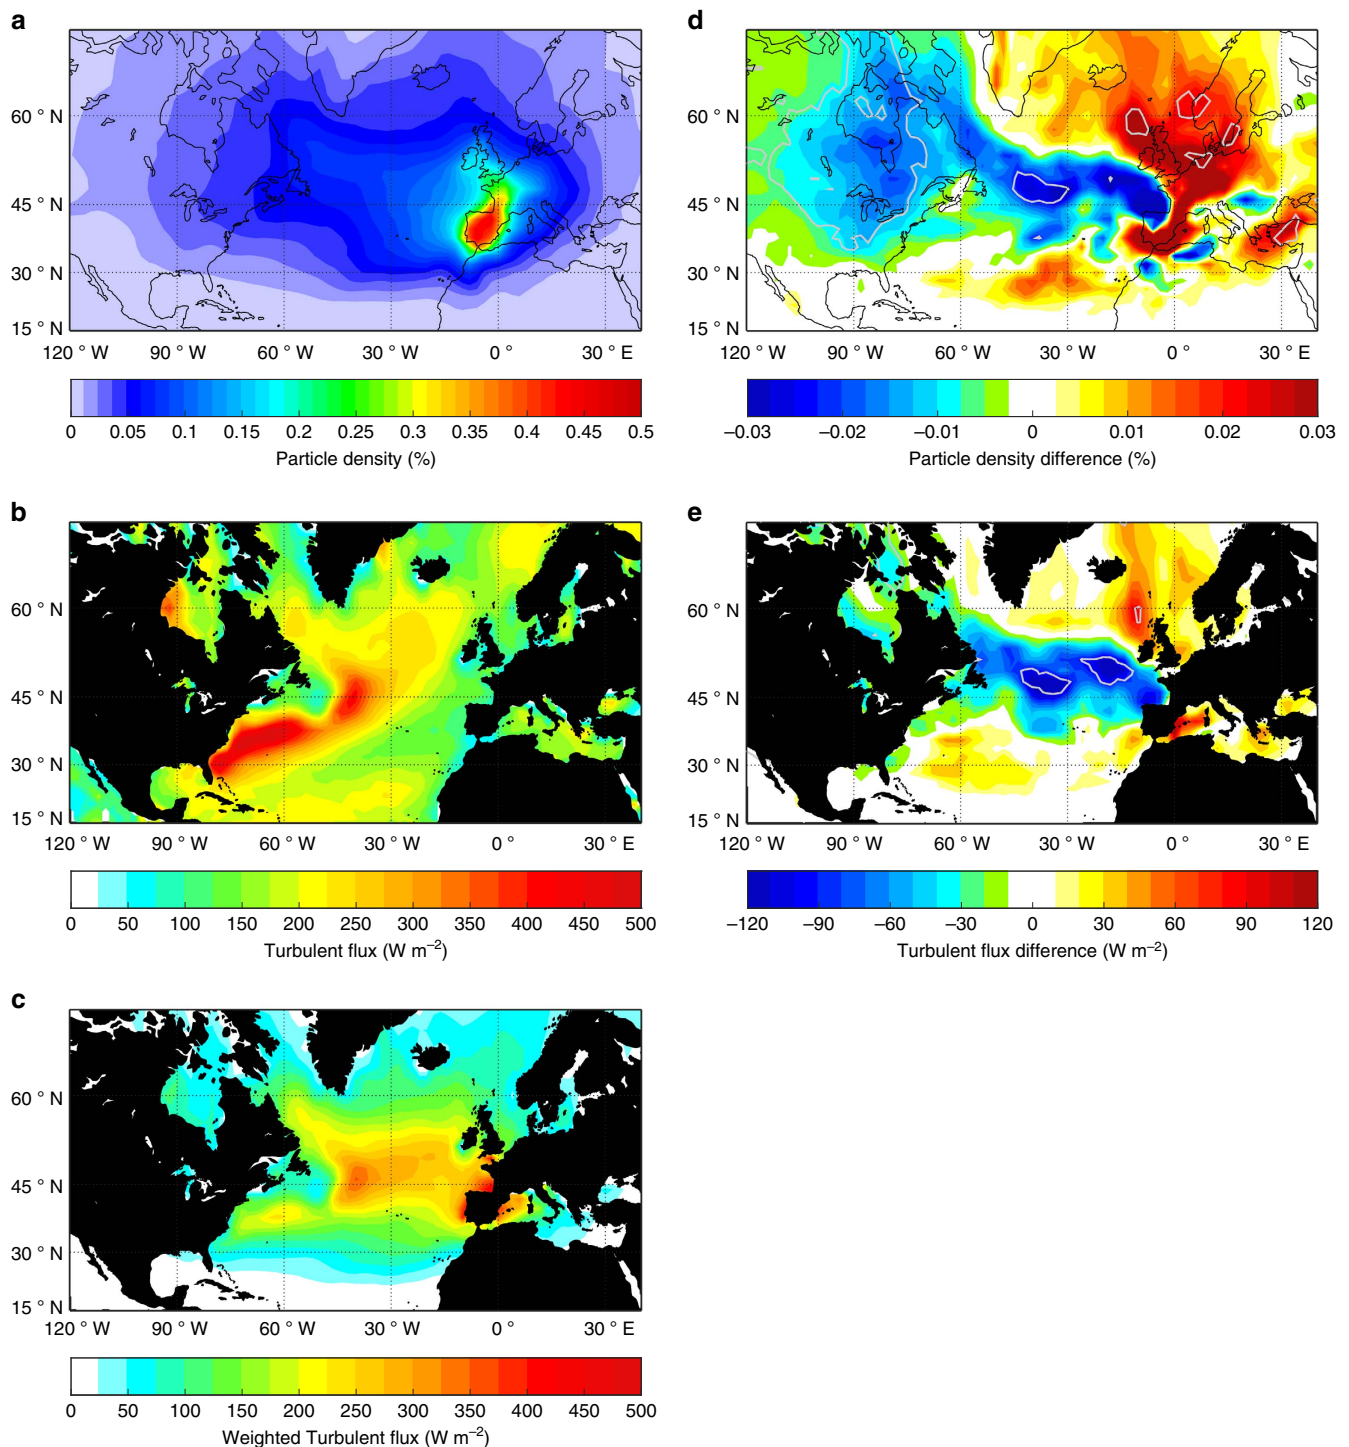 a
60 ° N
45 ° N
30 ° N
15 ° N
120 ° W 90 ° W 60 ° W 30 ° W 0 ° 30 ° E
0 0.05 0.1 0.15 0.2 0.25 0.3 0.35 0.4 0.45 0.5
Particle density (%)
b
60 ° N
45 ° N
30 ° N
15 ° N
120 ° W 90 ° W 60 ° W 30 ° W 0 ° 30 ° E
0 50 100 150 200 250 300 350 400 450 500
Turbulent flux (W m⁻²)
c
60 ° N
45 ° N
30 ° N
15 ° N
120 ° W 90 ° W 60 ° W 30 ° W 0 ° 30 ° E
0 50 100 150 200 250 300 350 400 450 500
Weighted Turbulent flux (W m⁻²)
d
60 ° N
45 ° N
30 ° N
15 ° N
120 ° W 90 ° W 60 ° W 30 ° W 0 ° 30 ° E
−0.03 −0.02 −0.01 0 0.01 0.02 0.03
Particle density difference (%)
e
60 ° N
45 ° N
30 ° N
15 ° N
120 ° W 90 ° W 60 ° W 30 ° W 0 ° 30 ° E
−120 −90 −60 −30 0 30 60 90 120
Turbulent flux difference (W m⁻²)